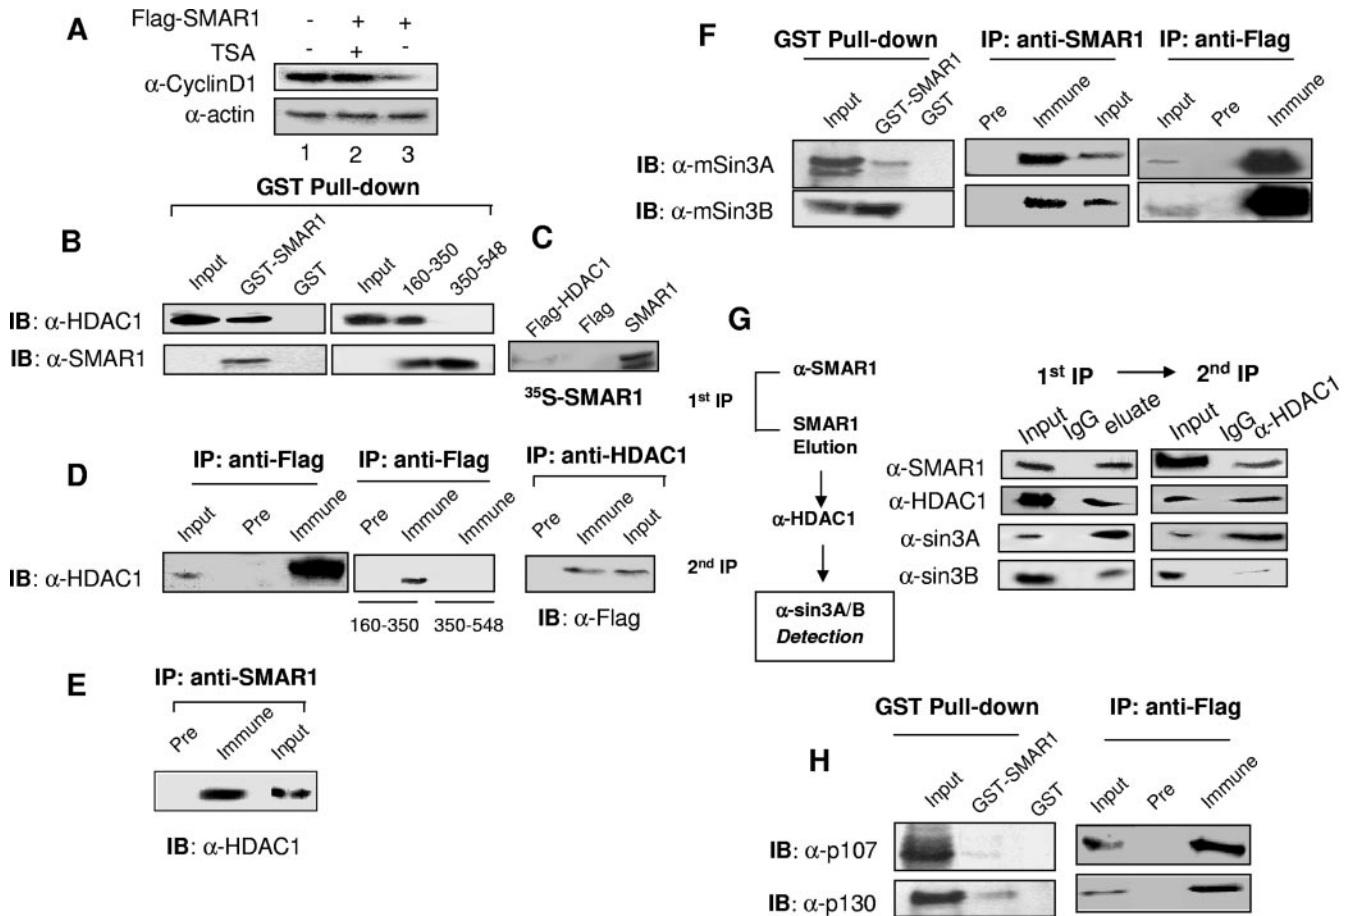 A
Flag-SMAR1 - + +
TSA - + -
α-CyclinD1
α-actin
1 2 3
B
GST Pull-down
Input GST-SMAR1 GST Input 160-350 350-548
IB: α-HDAC1
IB: α-SMAR1
C
Flag-HDAC1 Flag SMAR1
35S-SMAR1
D
IP: anti-Flag IP: anti-Flag IP: anti-HDAC1
Input Pre Immune Pre Immune Immune Pre Immune Input
IB: α-HDAC1
160-350 350-548
IB: α-Flag
E
IP: anti-SMAR1
Pre Immune Input
IB: α-HDAC1
F
GST Pull-down IP: anti-SMAR1 IP: anti-Flag
Input GST-SMAR1 GST Pre Immune Input Input Pre Immune
IB: α-mSin3A
IB: α-mSin3B
G
1st IP
α-SMAR1
SMAR1
Elution
α-HDAC1
2nd IP
α-sin3A/B
Detection
1st IP 2nd IP
Input IgG eluate Input IgG α-HDAC1
α-SMAR1
α-HDAC1
α-sin3A
α-sin3B
H
GST Pull-down IP: anti-Flag
Input GST-SMAR1 GST Input Pre Immune
IB: α-p107
IB: α-p130